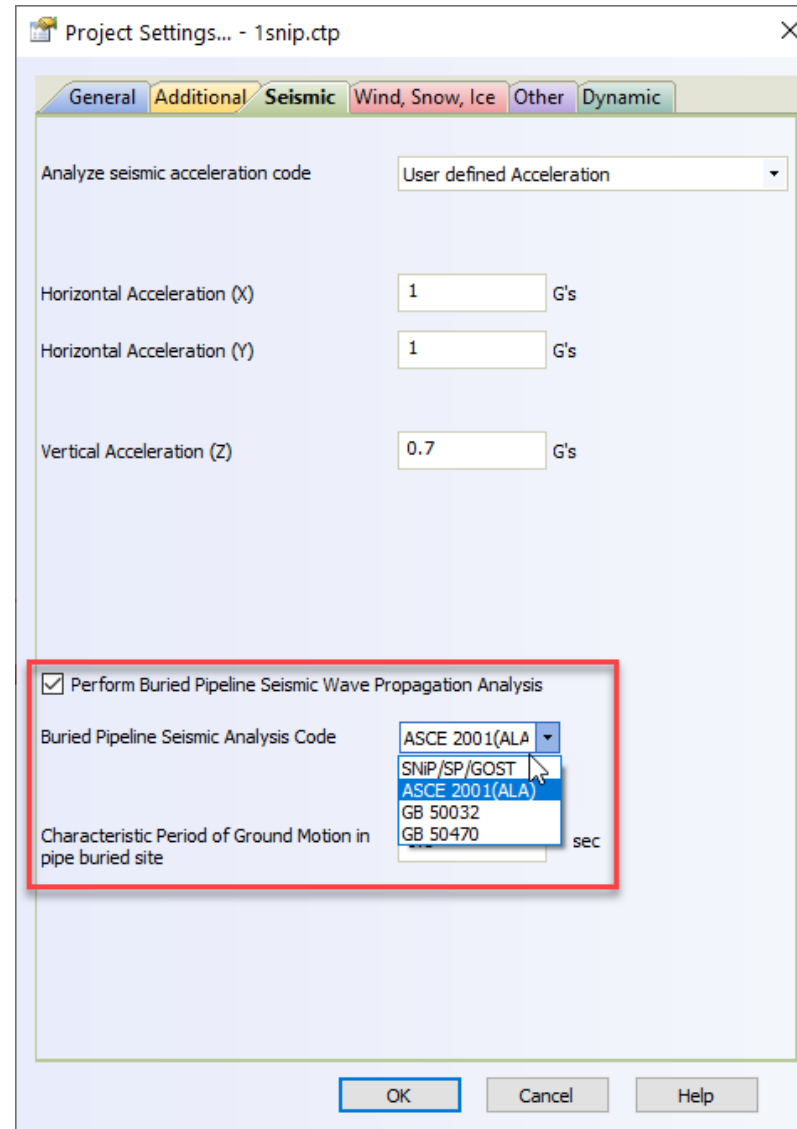 Project Settings... - 1snip.ctp
General Additional Seismic Wind, Snow, Ice Other Dynamic
Analyze seismic acceleration code User defined Acceleration
Horizontal Acceleration (X) 1 G's
Horizontal Acceleration (Y) 1 G's
Vertical Acceleration (Z) 0.7 G's
Perform Buried Pipeline Seismic Wave Propagation Analysis
Buried Pipeline Seismic Analysis Code ASCE 2001(ALA
SNiP/SP/GOST
ASCE 2001(ALA)
GB 50032
GB 50470
Characteristic Period of Ground Motion in
pipe buried site sec
OK Cancel Help